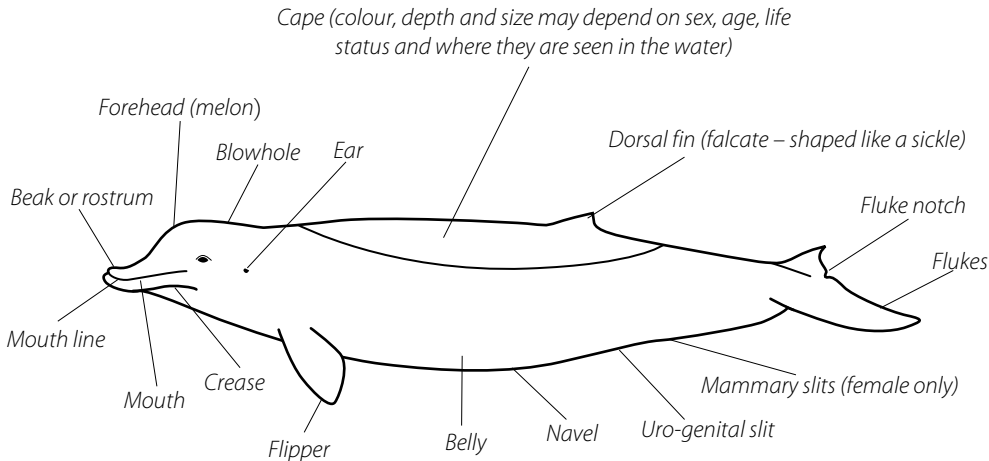 Cape (colour, depth and size may depend on sex, age, life
status and where they are seen in the water)
Forehead (melon)
Blowhole
Ear
Dorsal fin (falcate – shaped like a sickle)
Beak or rostrum
Fluke notch
Flukes
Mouth line
Mouth
Crease
Flipper
Belly
Navel
Uro-genital slit
Mammary slits (female only)